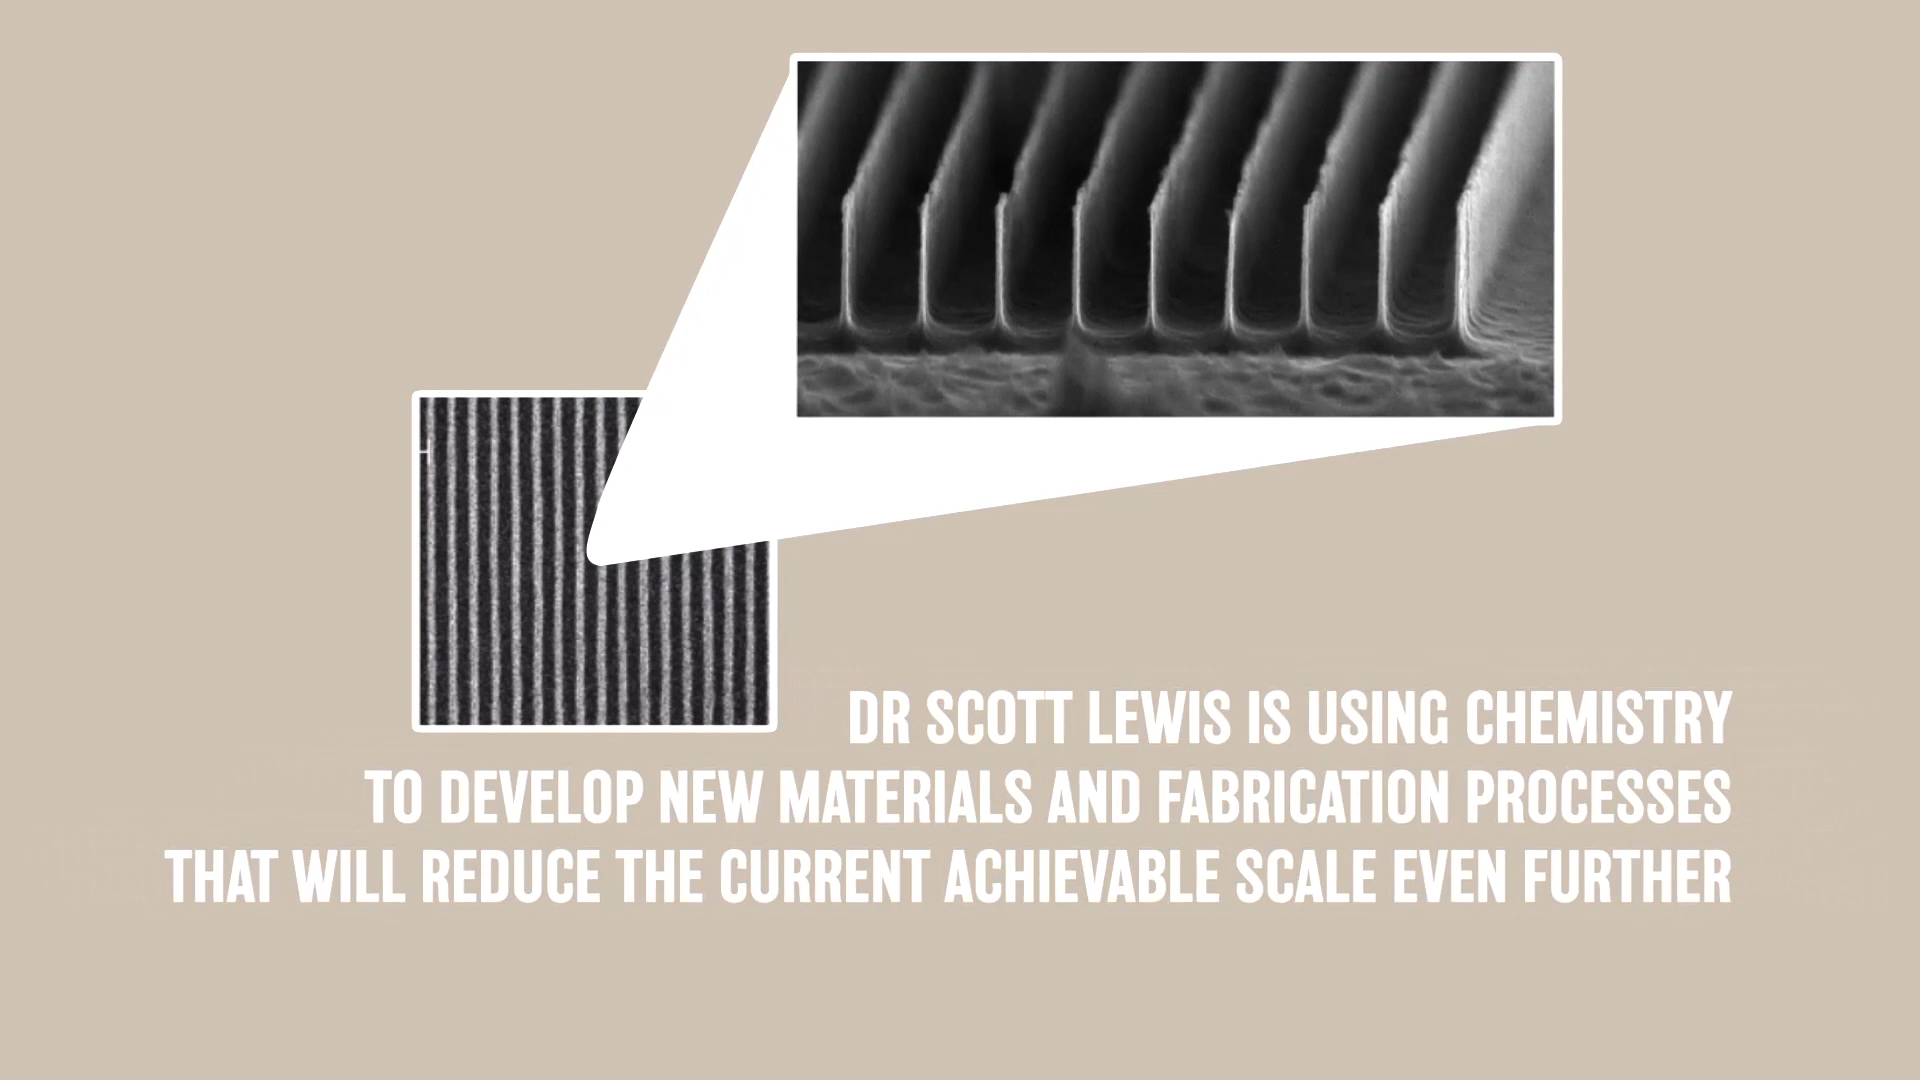 DR SCOTT LEWIS IS USING CHEMISTRY
TO DEVELOP NEW MATERIALS AND FABRICATION PROCESSES
THAT WILL REDUCE THE CURRENT ACHIEVABLE SCALE EVEN FURTHER